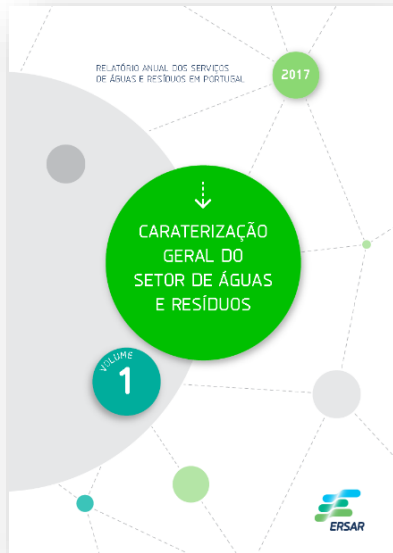 RELATÓRIO ANUAL DOS SERVIÇOS
DE ÁGUAS E RESÍDUOS EM PORTUGAL
2017
CARATERIZAÇÃO
GERAL DO
SETOR DE ÁGUAS
E RESÍDUOS
VOLUME
1
ERSAR